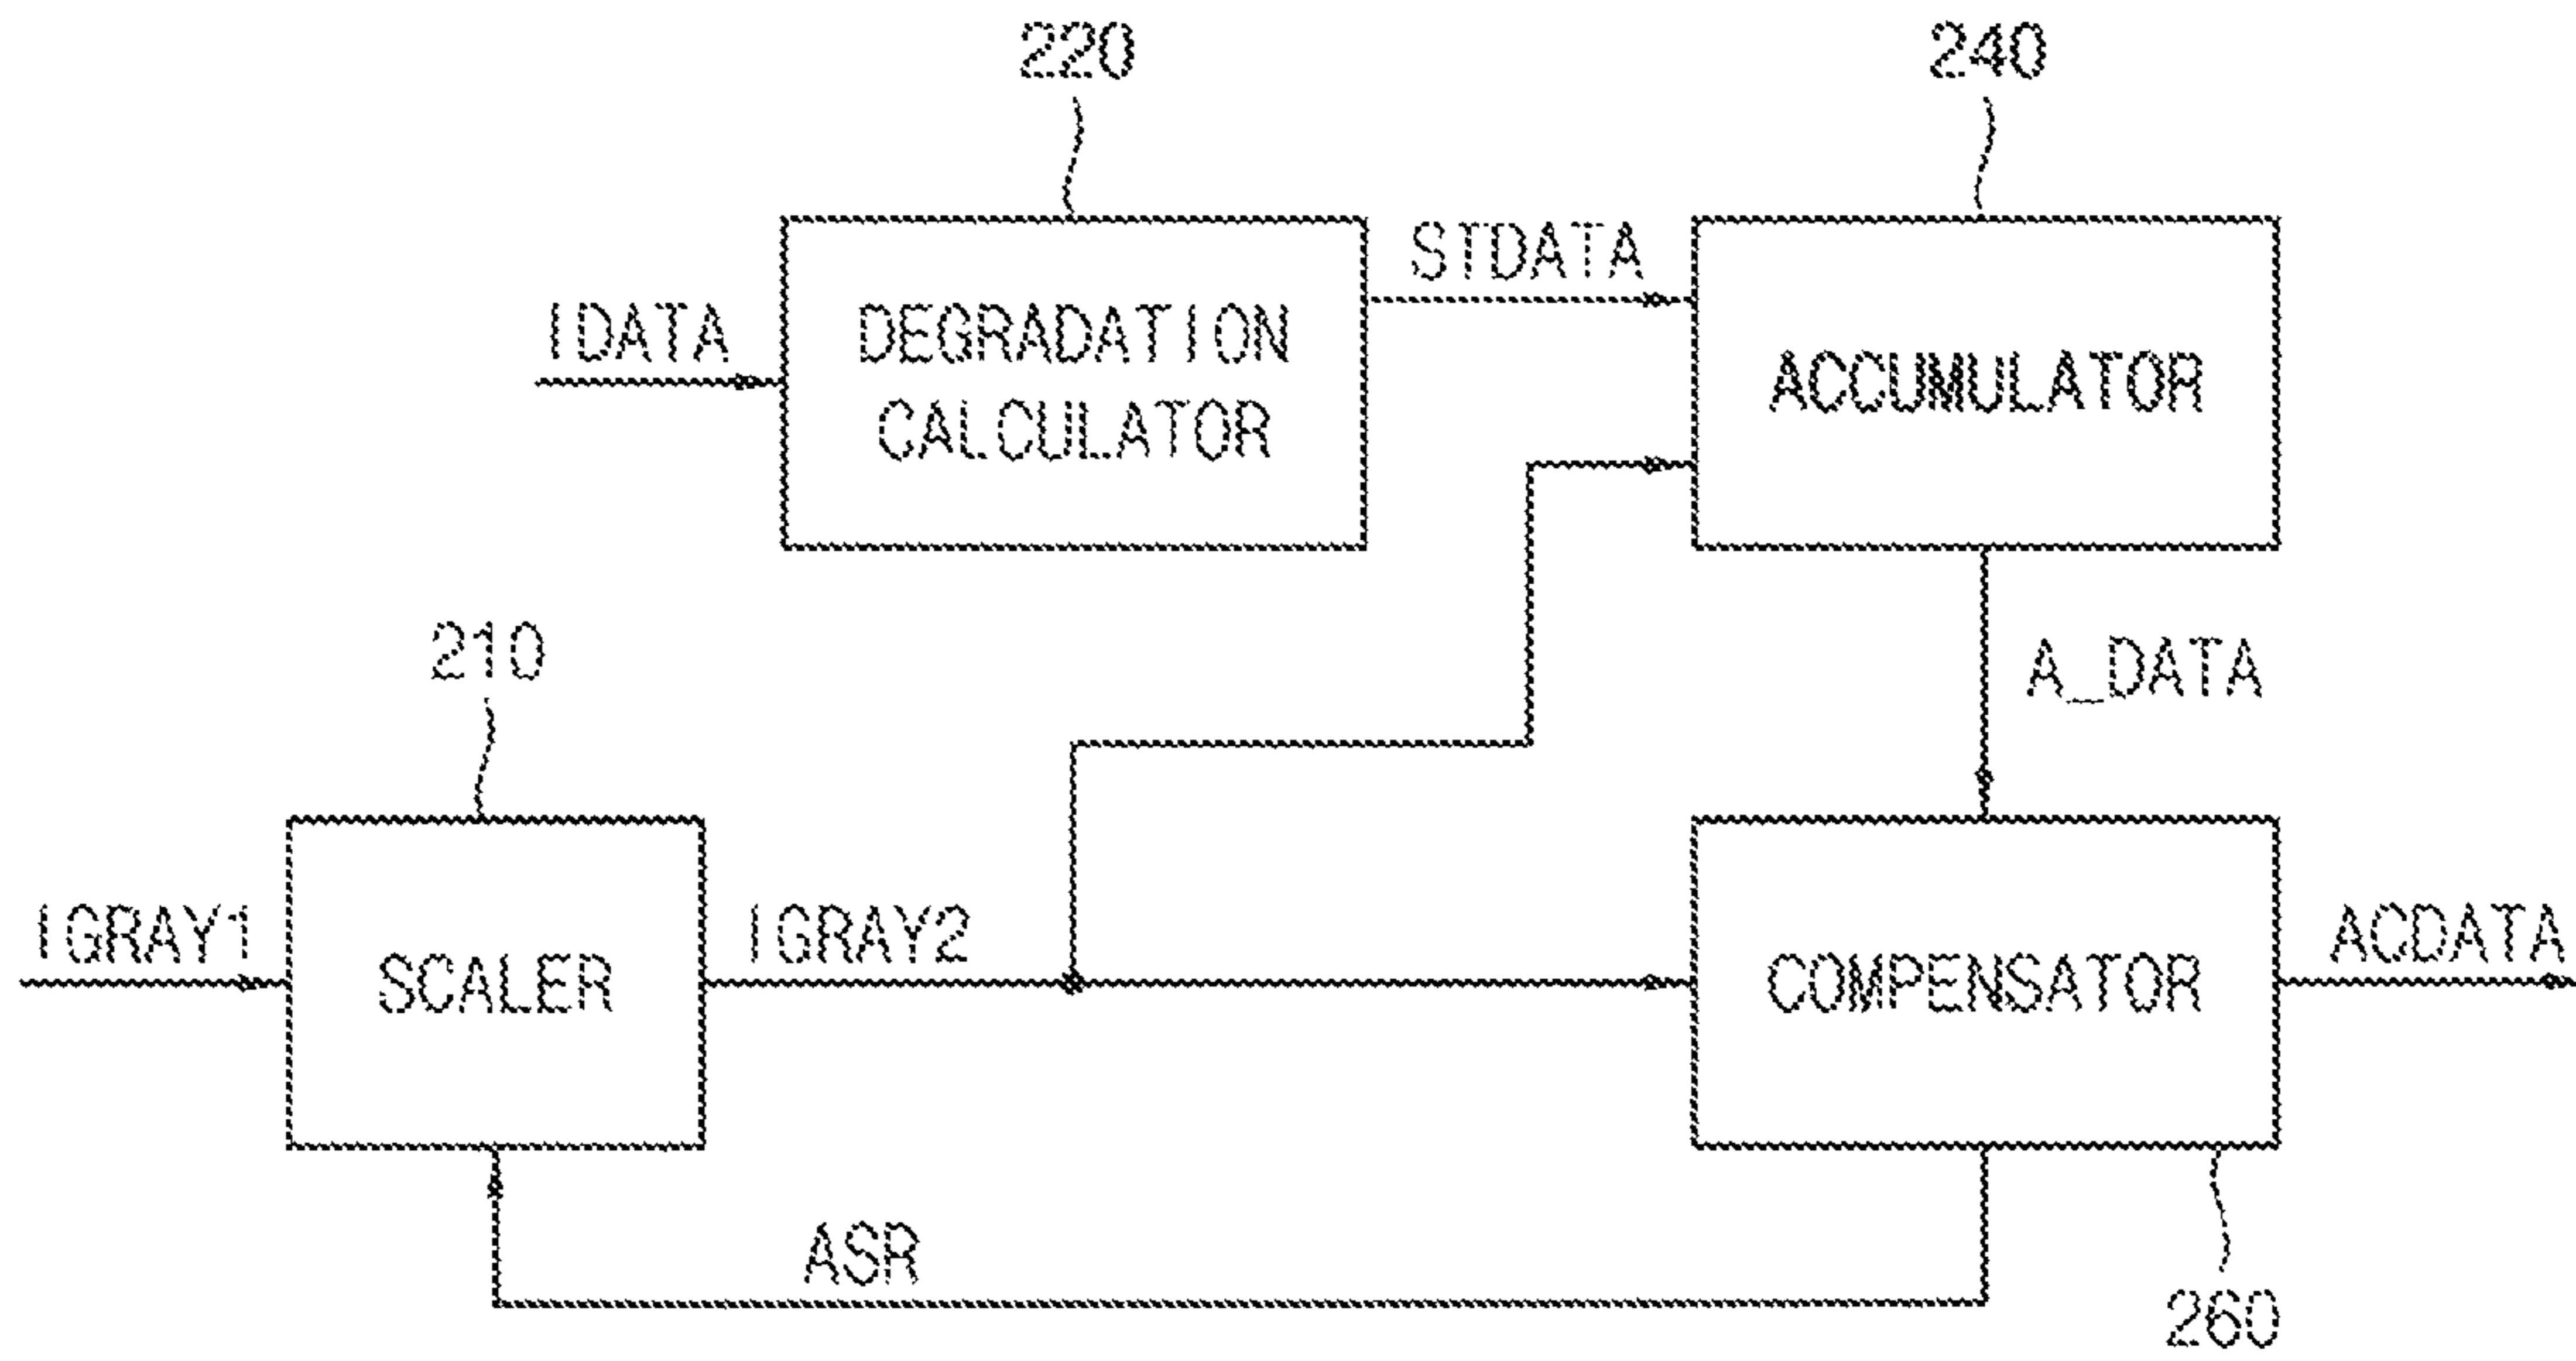 220
240
STDATA
IDATA
DEGRADATION
CALCULATOR
ACCUMULATOR
210
A_DATA
IGRAY1
SCALER
IGRAY2
COMPENSATOR
ACDATA
ASR
260